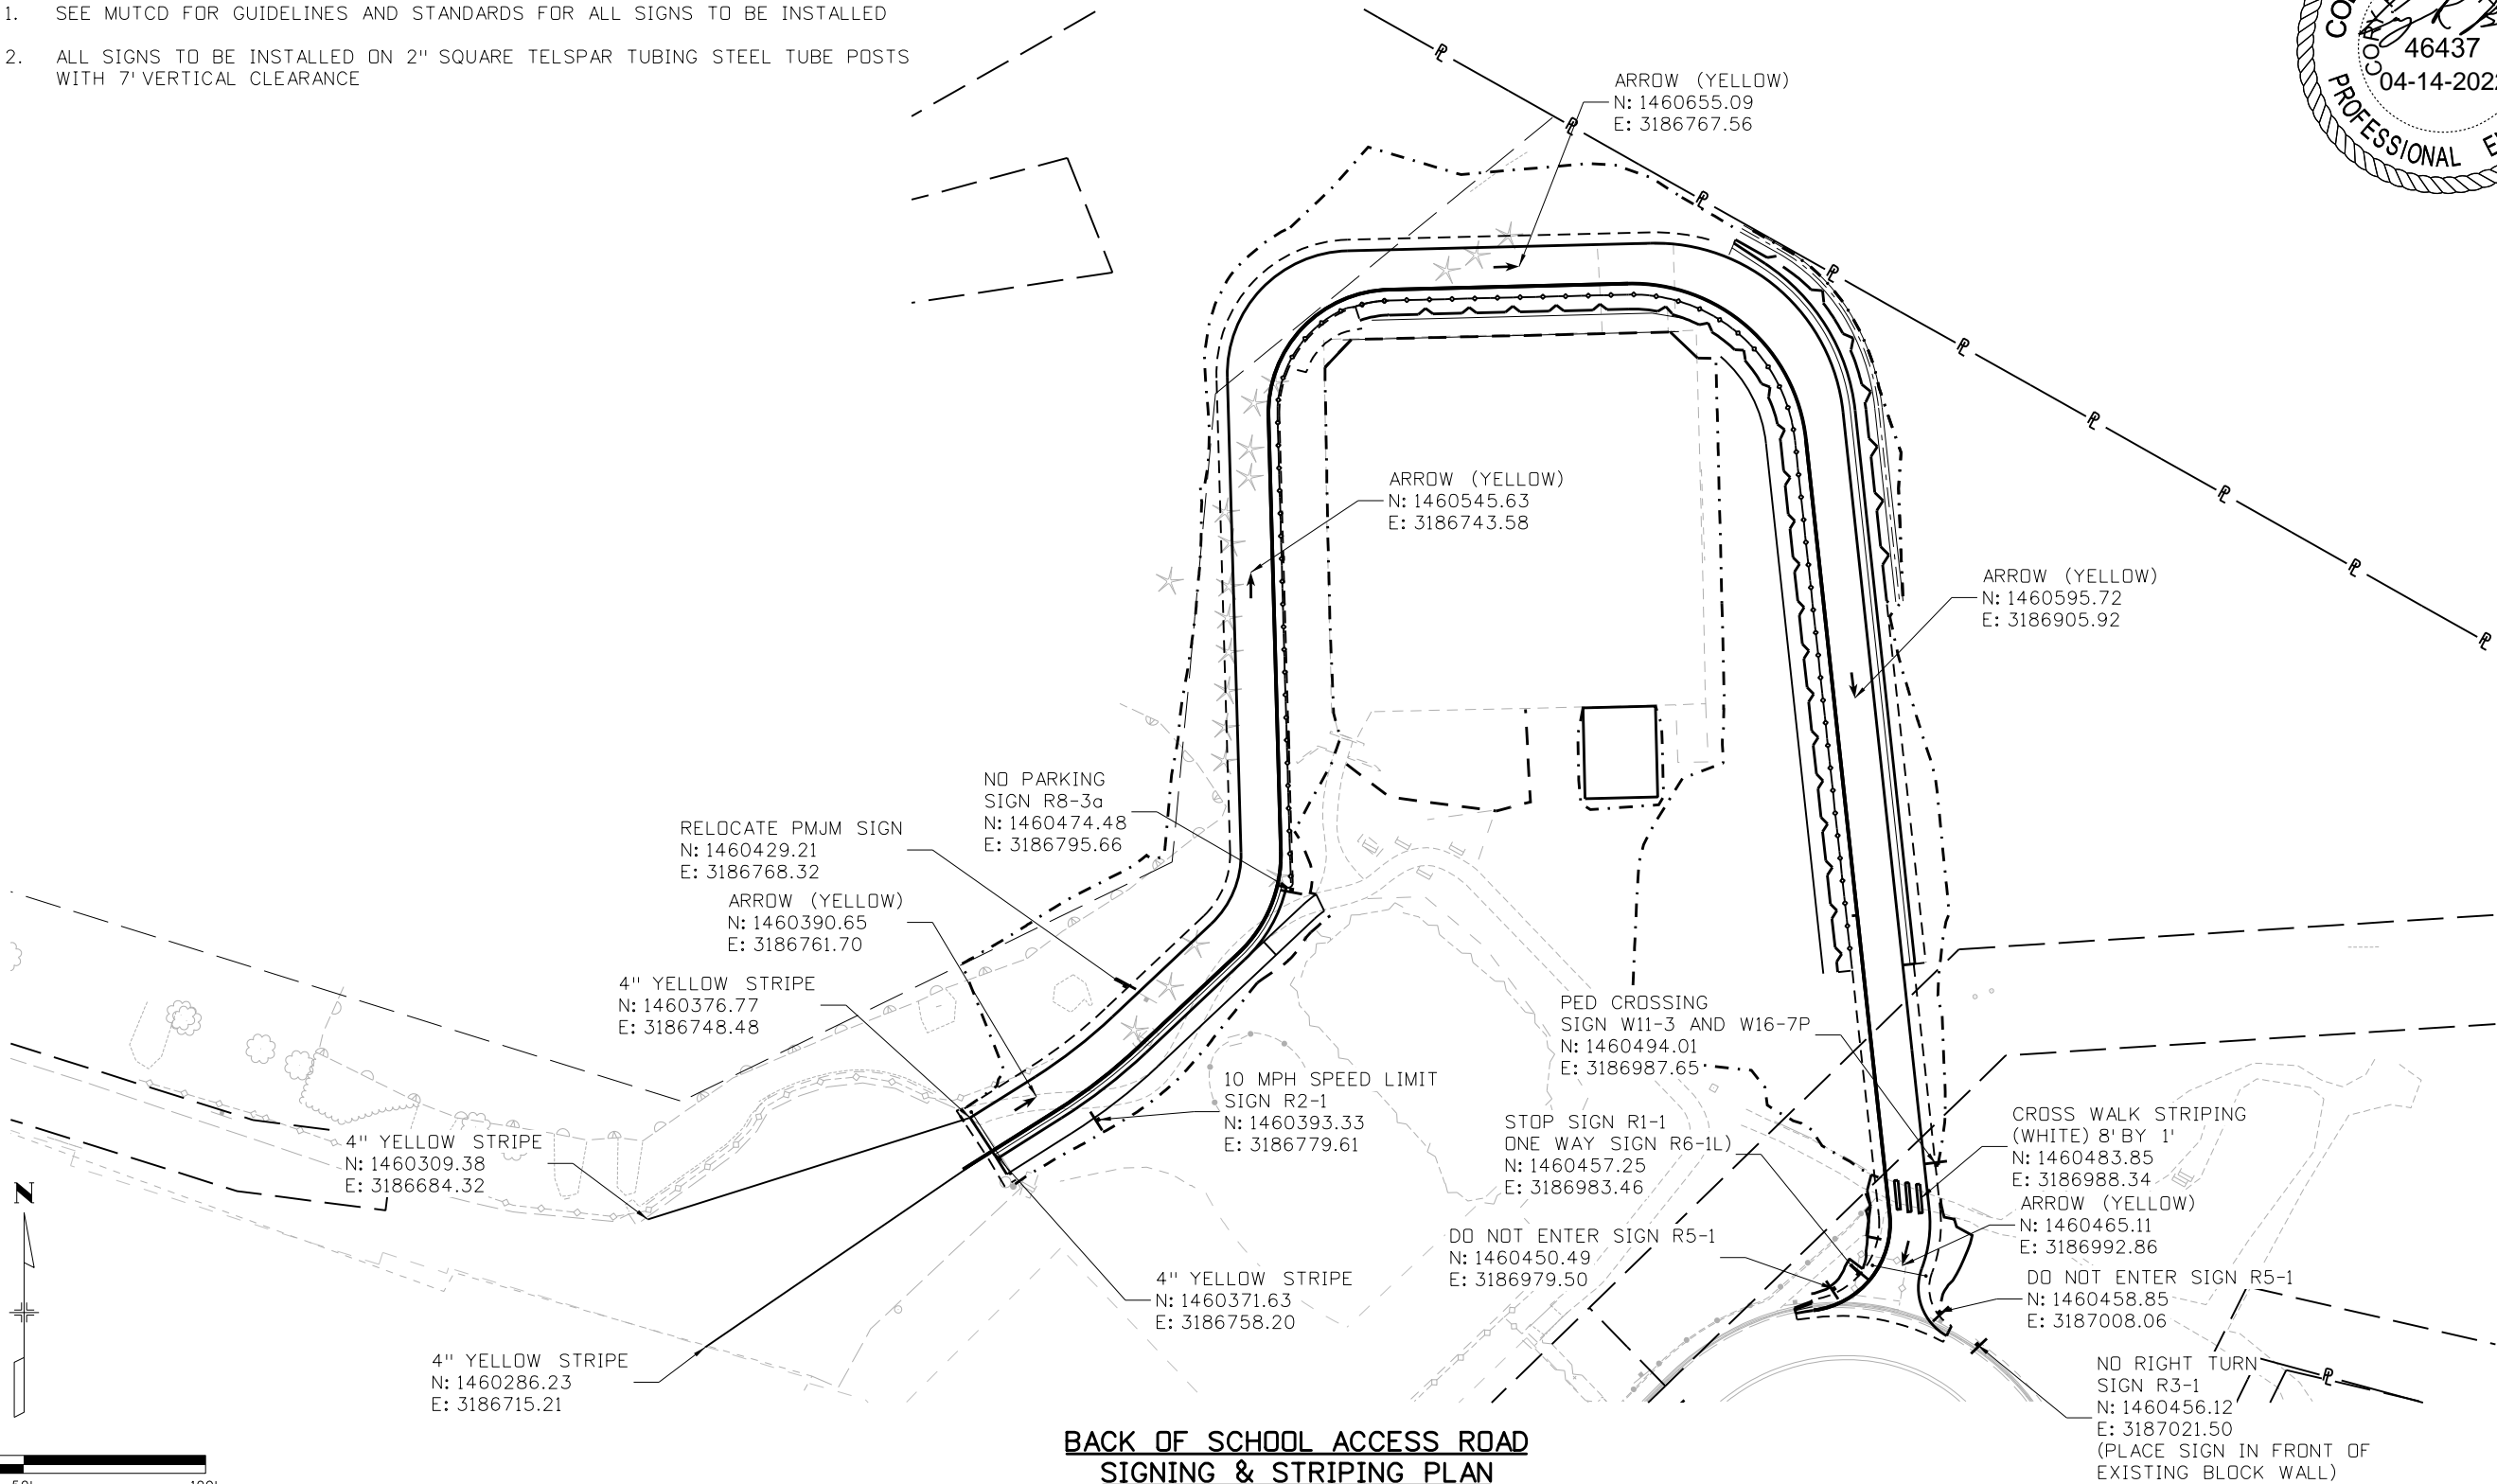 1. SEE MUTCD FOR GUIDELINES AND STANDARDS FOR ALL SIGNS TO BE INSTALLED
2. ALL SIGNS TO BE INSTALLED ON 2" SQUARE TELSPAR TUBING STEEL TUBE POSTS
WITH 7' VERTICAL CLEARANCE
46437
04-14-2022
PROFESSIONAL
ARROW (YELLOW)
N: 1460655.09
E: 3186767.56
ARROW (YELLOW)
N: 1460545.63
E: 3186743.58
ARROW (YELLOW)
N: 1460595.72
E: 3186905.92
NO PARKING
SIGN R8-3a
N: 1460474.48
E: 3186795.66
RELOCATE PMJM SIGN
N: 1460429.21
E: 3186768.32
ARROW (YELLOW)
N: 1460390.65
E: 3186761.70
4" YELLOW STRIPE
N: 1460376.77
E: 3186748.48
4" YELLOW STRIPE
N: 1460309.38
E: 3186684.32
10 MPH SPEED LIMIT
SIGN R2-1
N: 1460393.33
E: 3186779.61
PED CROSSING
SIGN W11-3 AND W16-7P
N: 1460494.01
E: 3186987.65
STOP SIGN R1-1
ONE WAY SIGN R6-1L)
N: 1460457.25
E: 3186983.46
CROSS WALK STRIPING
(WHITE) 8' BY 1'
N: 1460483.85
E: 3186988.34
ARROW (YELLOW)
N: 1460465.11
E: 3186992.86
DO NOT ENTER SIGN R5-1
N: 1460450.49
E: 3186979.50
DO NOT ENTER SIGN R5-1
N: 1460458.85
E: 3187008.06
4" YELLOW STRIPE
N: 1460371.63
E: 3186758.20
4" YELLOW STRIPE
N: 1460286.23
E: 3186715.21
NO RIGHT TURN
SIGN R3-1
N: 1460456.12
E: 3187021.50
(PLACE SIGN IN FRONT OF
EXISTING BLOCK WALL)
N
BACK OF SCHOOL ACCESS ROAD
SIGNING & STRIPING PLAN